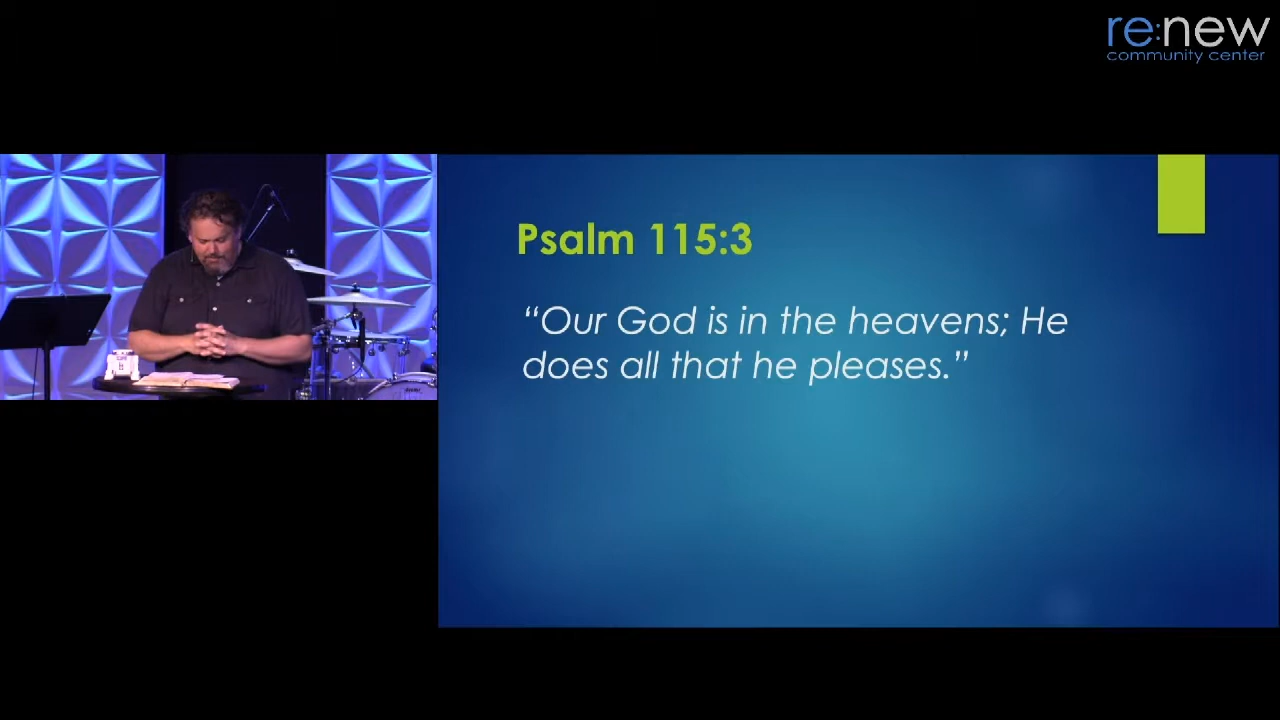 re:new
community center
Psalm 115:3
“Our God is in the heavens; He
does all that he pleases.”